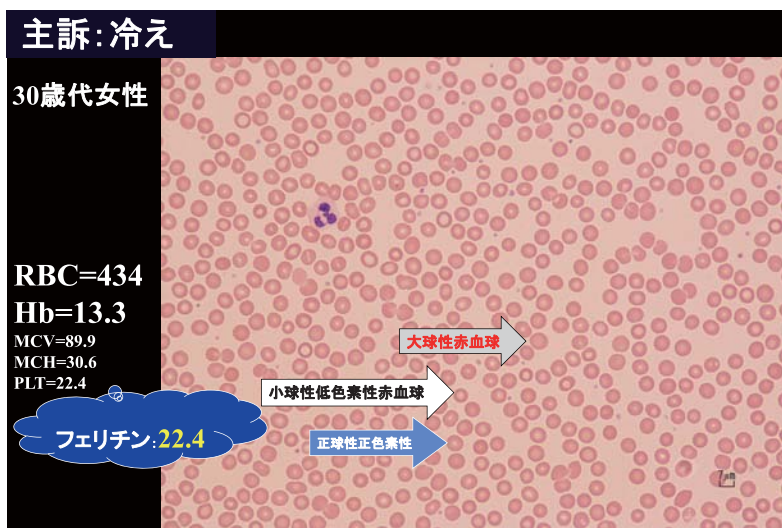 主訴:冷え
30歳代女性
RBC=434
Hb=13.3
MCV=89.9
MCH=30.6
PLT=22.4
フェリチン:22.4
大球性赤血球
小球性低色素性赤血球
正球性正色素性